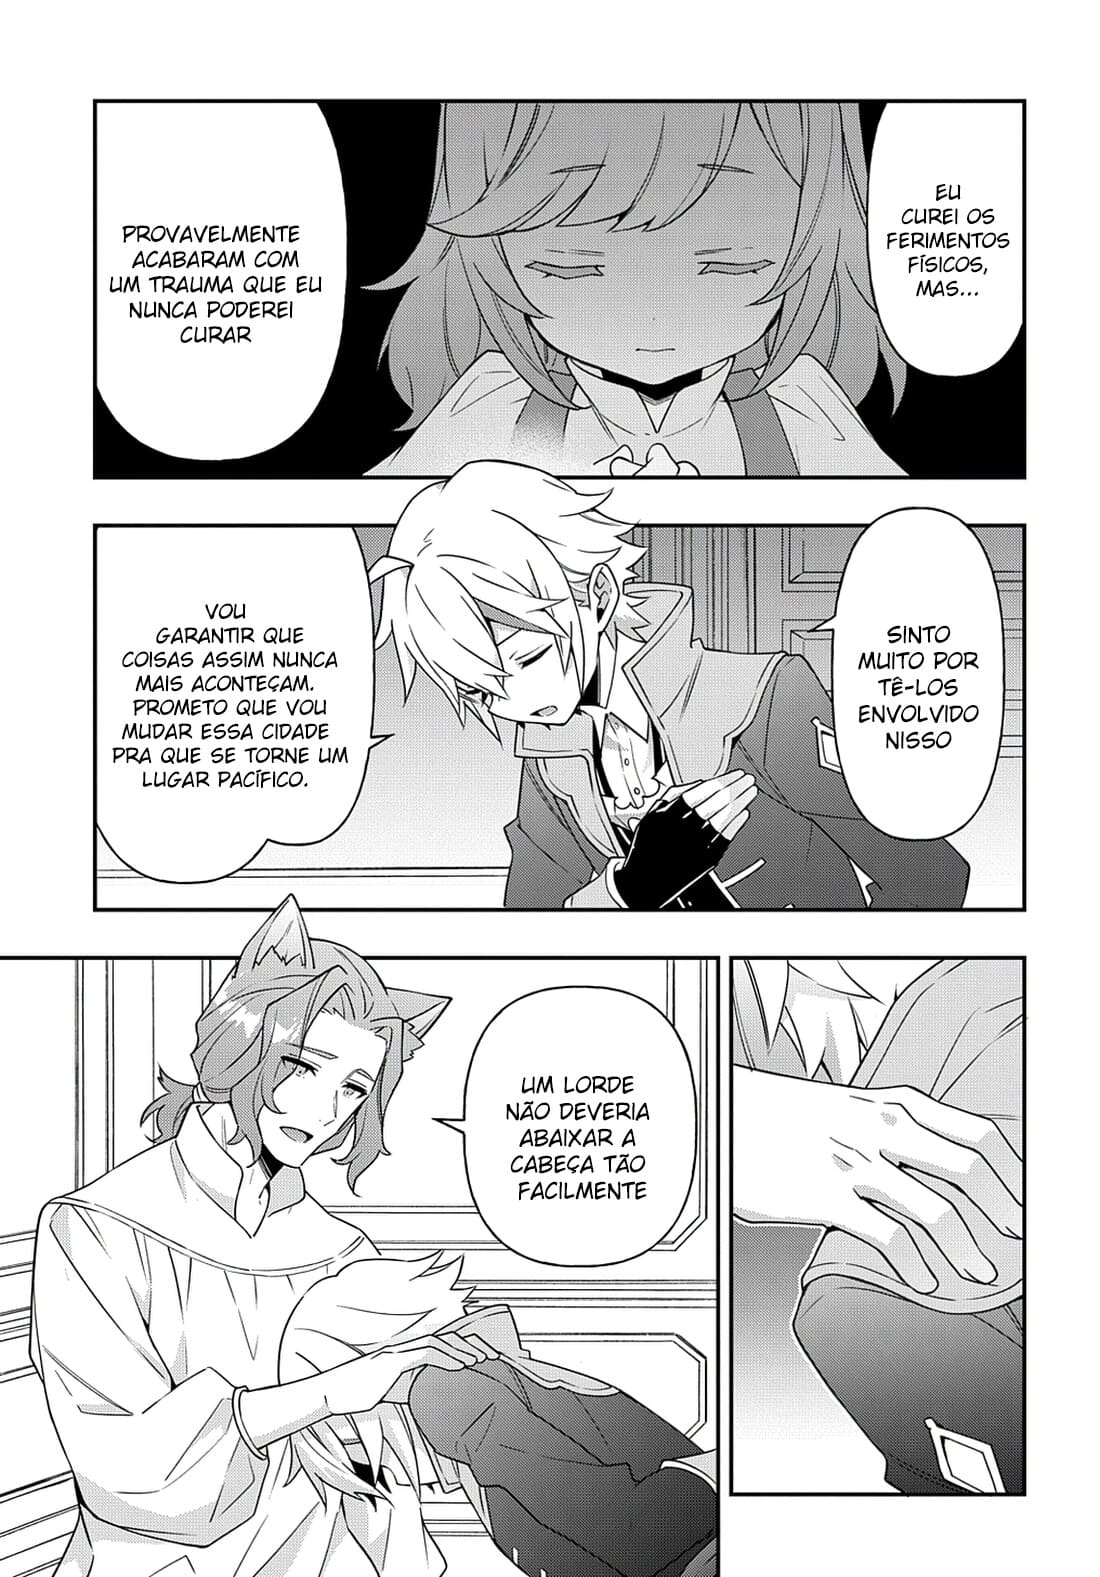 EU
CUREI OS
FERIMENTOS
FÍSICOS,
MAS...
PROVAVELMENTE
ACABARAM COM
UM TRAUMA QUE EU
NUNCA PODEREI
CURAR
SINTO
MUITO POR
TÊ-LOS
ENVOLVIDO
NISSO
VOU
GARANTIR QUE
COISAS ASSIM NUNCA
MAIS ACONTEÇAM.
PROMETO QUE VOU
MUDAR ESSA CIDADE
PRA QUE SE TORNE UM
LUGAR PACÍFICO.
UM LORDE
NÃO DEVERIA
ABAIXAR A
CABEÇA TÃO
FACILMENTE